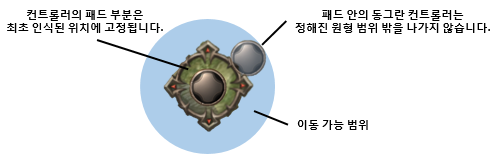 컨트롤러의 패드 부분은
최초 인식된 위치에 고정됩니다.
패드 안의 동그란 컨트롤러는
정해진 원형 범위 밖을 나가지 않습니다.
이동 가능 범위